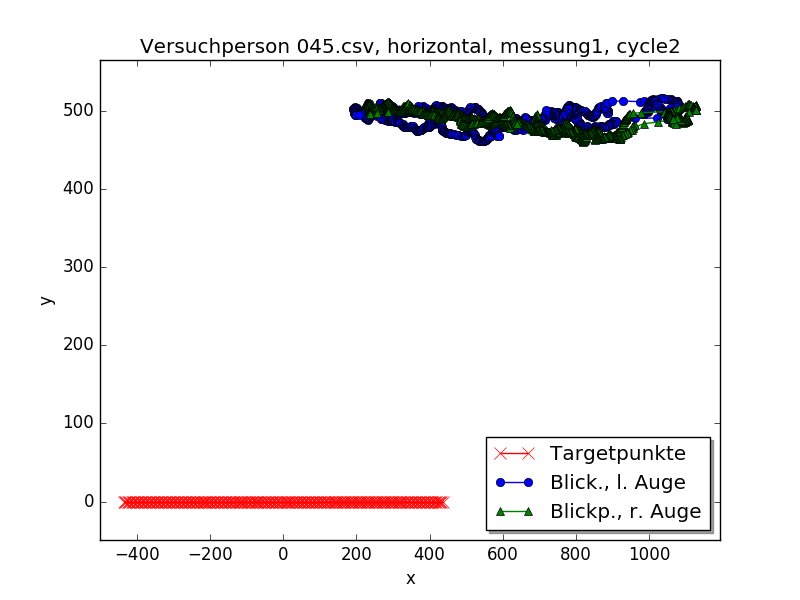 Versuchperson 045.csv, horizontal, messung1, cycle2
500
400
300
200
100
0
y
−400 −200 0 200 400 600 800 1000
x
Targetpunkte
Blick., l. Auge
Blickp., r. Auge